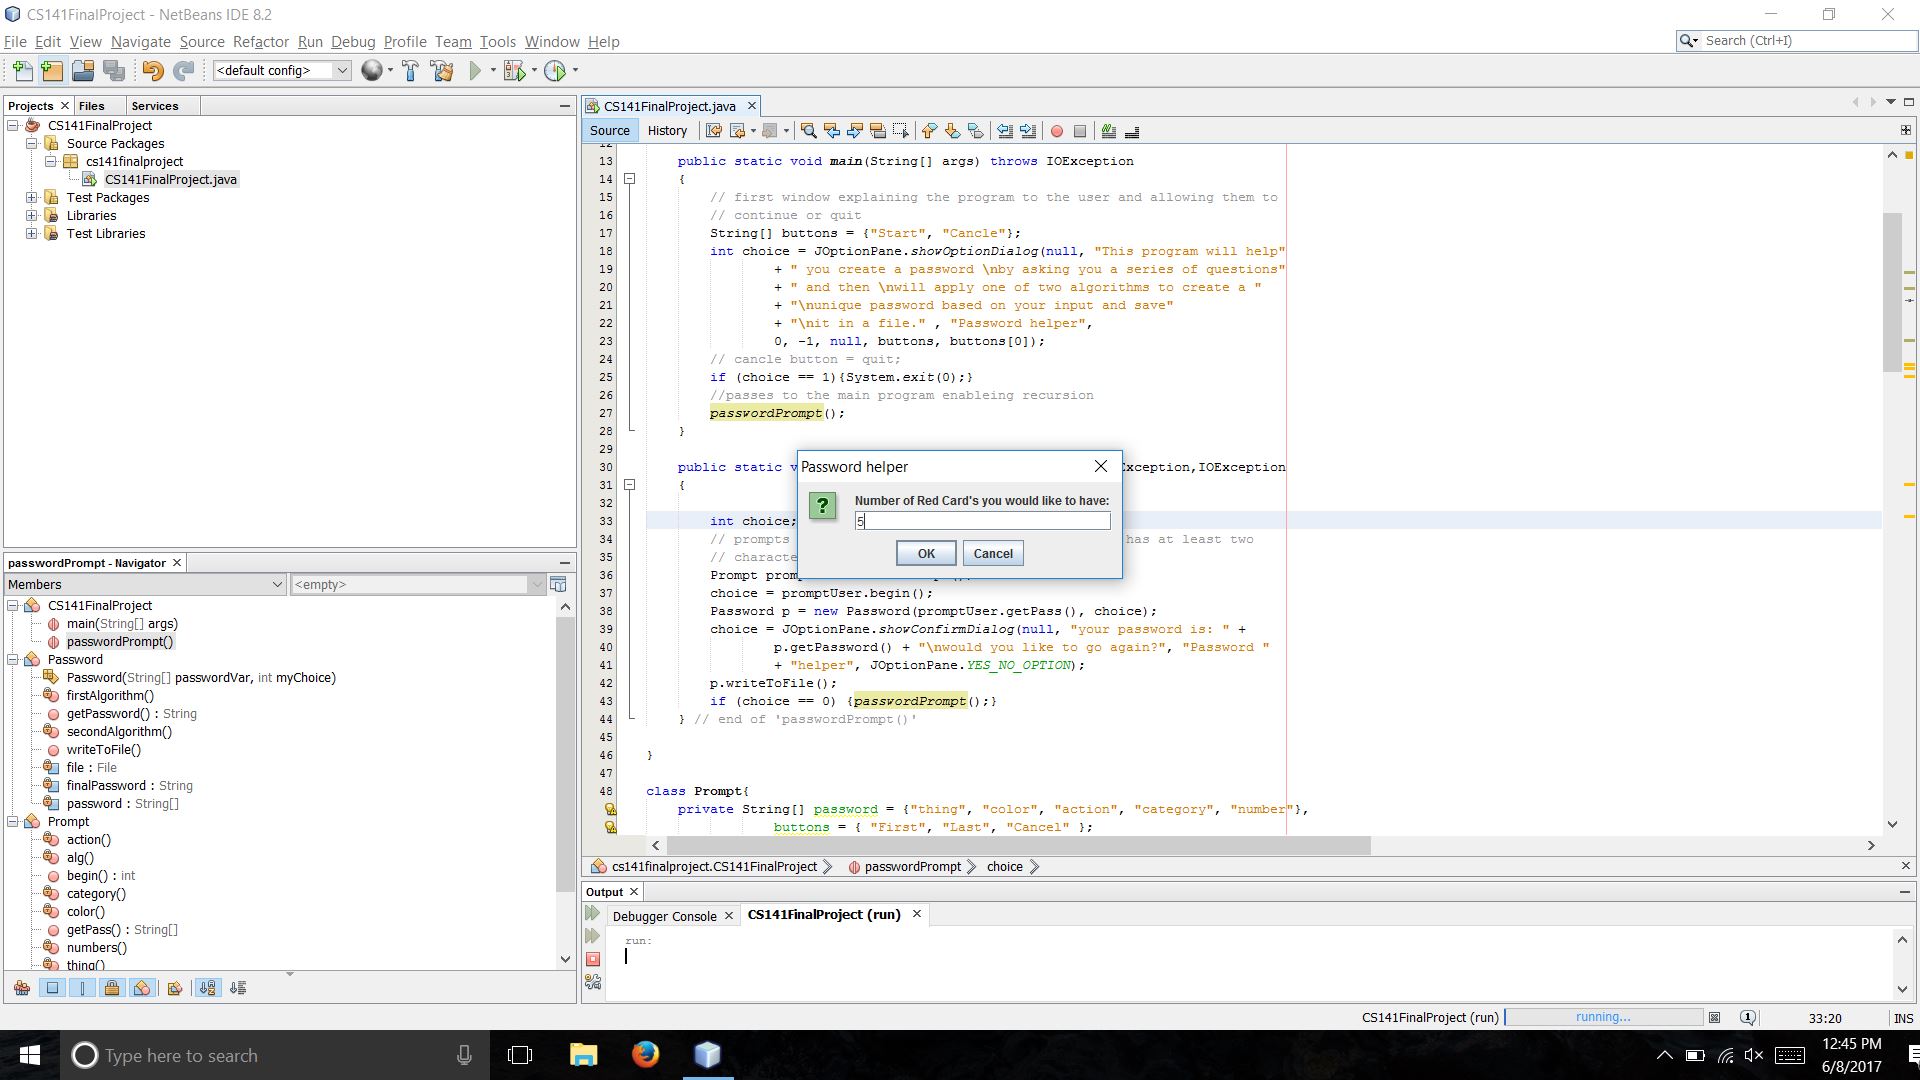 CS141FinalProject - NetBeans IDE 8.2
File Edit View Navigate Source Refactor Run Debug Profile Team Tools Window Help
Search (Ctrl+I)
<default config>
Projects Files Services
CS141FinalProject
Source Packages
cs141finalproject
CS141FinalProject.java
Test Packages
Libraries
Test Libraries
passwordPrompt - Navigator
Members <empty>
CS141FinalProject
main(String[] args)
passwordPrompt()
Password
Password(String[] passwordVar, int myChoice)
firstAlgorithm()
getPassword() : String
secondAlgorithm()
writeToFile()
file : File
finalPassword : String
password : String[]
Prompt
action()
alg()
begin() : int
category()
color()
getPass() : String[]
numbers()
thing()
CS141FinalProject.java
Source History
12
13 public static void main(String[] args) throws IOException
14 {
15 // first window explaining the program to the user and allowing them to
16 // continue or quit
17 String[] buttons = {"Start", "Cancle"};
18 int choice = JOptionPane.showOptionDialog(null, "This program will help"
19 + " you create a password \nby asking you a series of questions"
20 + " and then \nwill apply one of two algorithms to create a "
21 + "\nunique password based on your input and save"
22 + "\nit in a file." , "Password helper",
23 0, -1, null, buttons, buttons[0]);
24 // cancle button = quit;
25 if (choice == 1){System.exit(0);}
26 //passes to the main program enableing recursion
27 passwordPrompt();
28 }
29
30 public static v xception,IOException
31 {
32
33 int choice;
34 // prompts has at least two
35 // characte
36 Prompt prom
37 choice = promptUser.begin();
38 Password p = new Password(promptUser.getPass(), choice);
39 choice = JOptionPane.showConfirmDialog(null, "your password is: " +
40 p.getPassword() + "\nwould you like to go again?", "Password "
41 + "helper", JOptionPane.YES_NO_OPTION);
42 p.writeToFile();
43 if (choice == 0) {passwordPrompt();}
44 } // end of 'passwordPrompt()'
45
46 }
47
48 class Prompt{
private String[] password = {"thing", "color", "action", "category", "number"},
buttons = { "First", "Last", "Cancel" };
Password helper
Number of Red Card's you would like to have:
5
OK Cancel
cs141finalproject.CS141FinalProject passwordPrompt choice
Output
Debugger Console CS141FinalProject (run)
run:
CS141FinalProject (run) running... 1 33:20 INS
Type here to search
12:45 PM
6/8/2017